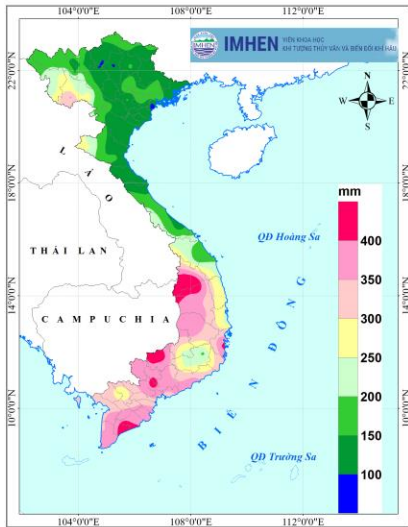 104°0'0"E
108°0'0"E
112°0'0"E
IMHEN
VIỆN KHOA HỌC
KHÍ TƯỢNG THỦY VĂN VÀ BIẾN ĐỔI KHÍ HẬU
22°0'0"N
N
W
E
S
LÀO
18°0'0"N
mm
QĐ Hoàng Sa
THÁI LAN
400
350
14°0'0"N
CAMPUCHIA
300
BIỂN ĐÔNG
250
200
10°0'0"N
150
QĐ Trường Sa
100
104°0'0"E
108°0'0"E
112°0'0"E